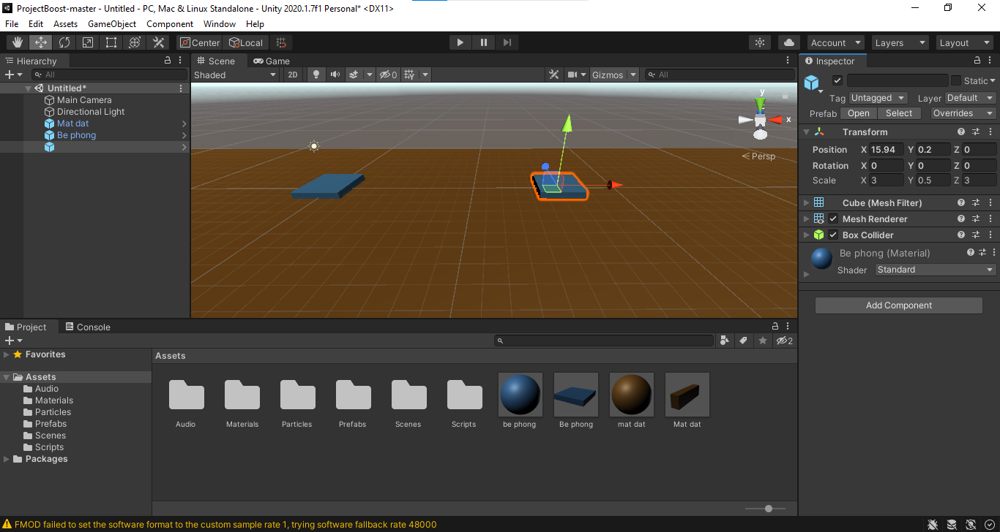 ProjectBoost-master - Untitled - PC, Mac & Linux Standalone - Unity 2020.1.7f1 Personal* <DX11>
File Edit Assets GameObject Component Window Help
Center Local Account Layers Layout
Hierarchy
All
Untitled*
Main Camera
Directional Light
Mat dat
Be phong
Scene Game
Shaded 2D 0 Gizmos All
y
x
Persp
Inspector
Static
Tag Untagged Layer Default
Prefab Open Select Overrides
Transform
Position X 15.94 Y 0.2 Z 0
Rotation X 0 Y 0 Z 0
Scale X 3 Y 0.5 Z 3
Cube (Mesh Filter)
Mesh Renderer
Box Collider
Be phong (Material)
Shader Standard
Add Component
Project Console
2
Favorites
Assets
Audio
Materials
Particles
Prefabs
Scenes
Scripts
Packages
Assets
Audio Materials Particles Prefabs Scenes Scripts be phong Be phong mat dat Mat dat
FMOD failed to set the software format to the custom sample rate 1, trying software fallback rate 48000